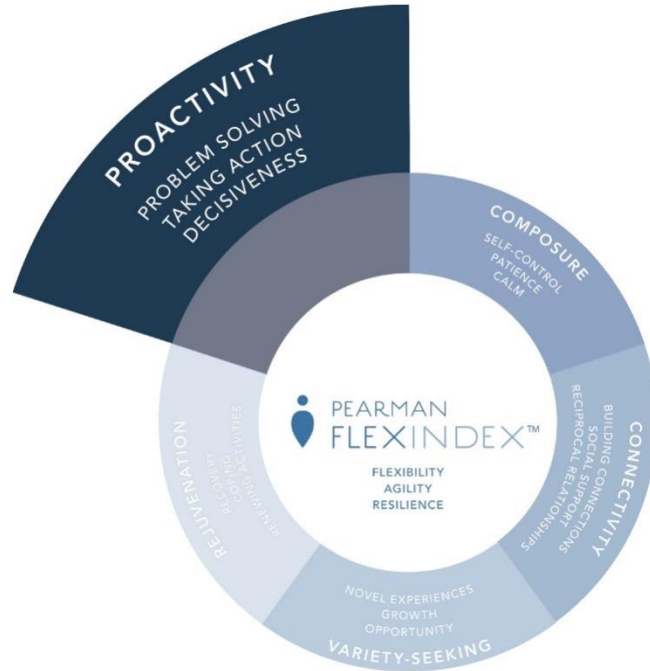 PROACTIVITY
PROBLEM SOLVING
TAKING ACTION
DECISIVENESS
COMPOSURE
SELF-CONTROL
PATIENCE
CALM
CONNECTIVITY
BUILDING CONNECTIONS
SOCIAL SUPPORT
RECIPROCAL RELATIONSHIPS
NOVEL EXPERIENCES
GROWTH
OPPORTUNITY
VARIETY-SEEKING
REJUVENATION
RECOVERY
COPING
RENEWING ACTIVITIES
PEARMAN
FLEXINDEX™
FLEXIBILITY
AGILITY
RESILIENCE